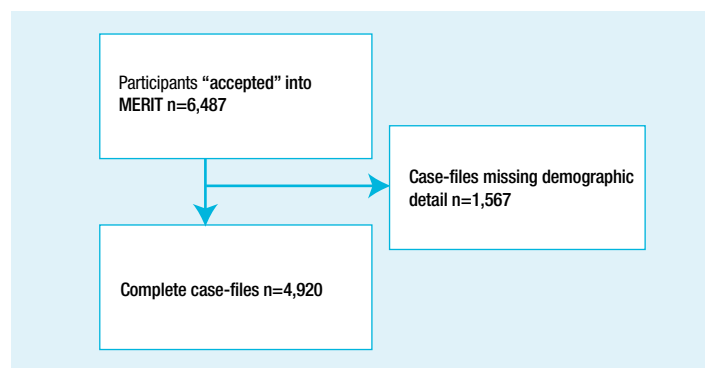 Participants “accepted” into
MERIT n=6,487
Case-files missing demographic
detail n=1,567
Complete case-files n=4,920